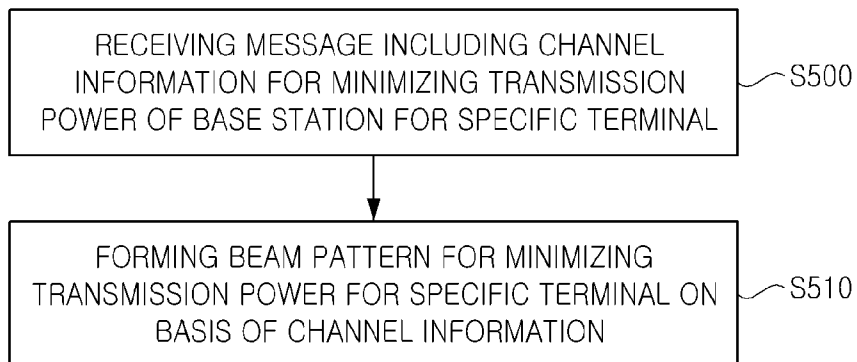 RECEIVING MESSAGE INCLUDING CHANNEL
INFORMATION FOR MINIMIZING TRANSMISSION
POWER OF BASE STATION FOR SPECIFIC TERMINAL
S500
FORMING BEAM PATTERN FOR MINIMIZING
TRANSMISSION POWER FOR SPECIFIC TERMINAL ON
BASIS OF CHANNEL INFORMATION
S510